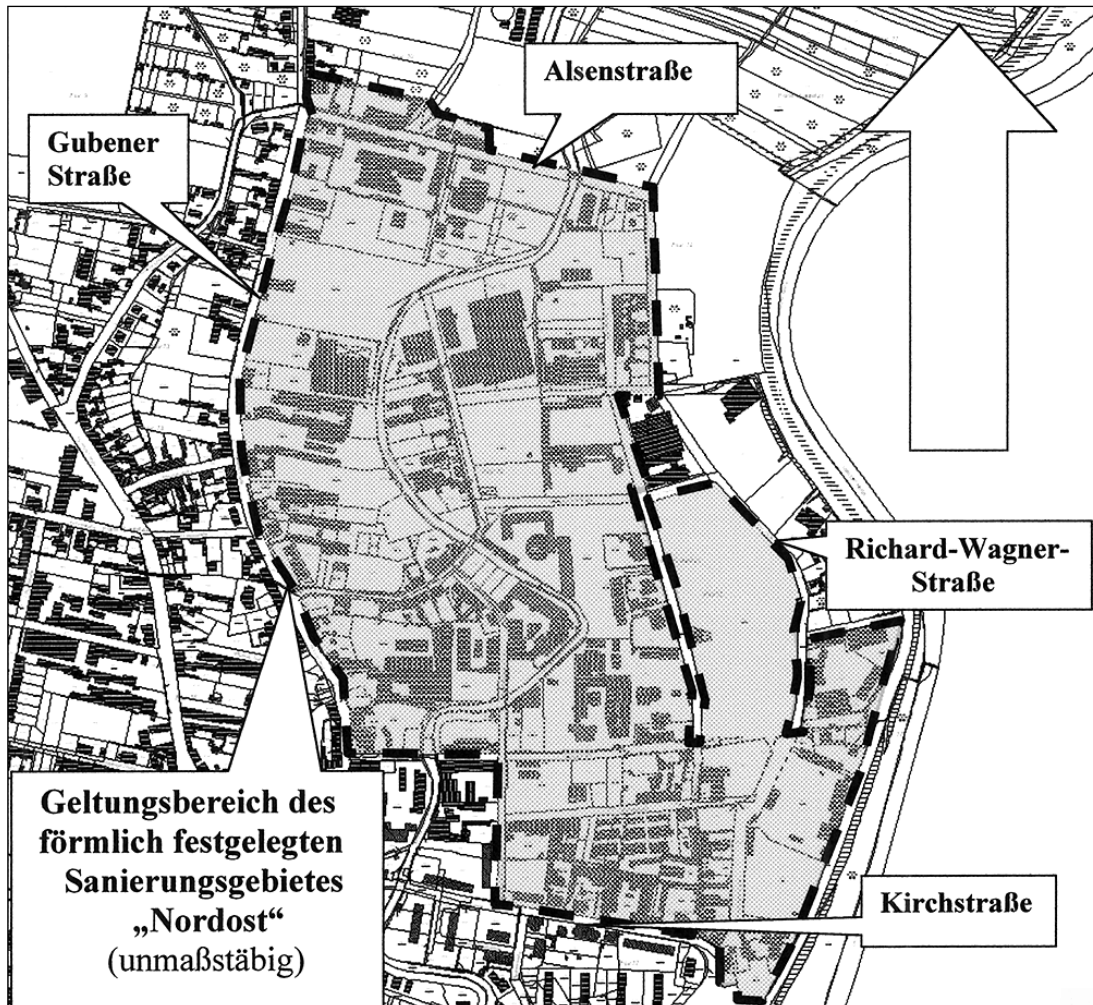 Alsenstraße
Gubener
Straße
Richard-Wagner-
Straße
Geltungsbereich des
förmlich festgelegten
Sanierungsgebietes
„Nordost“
(unmaßstäbig)
Kirchstraße